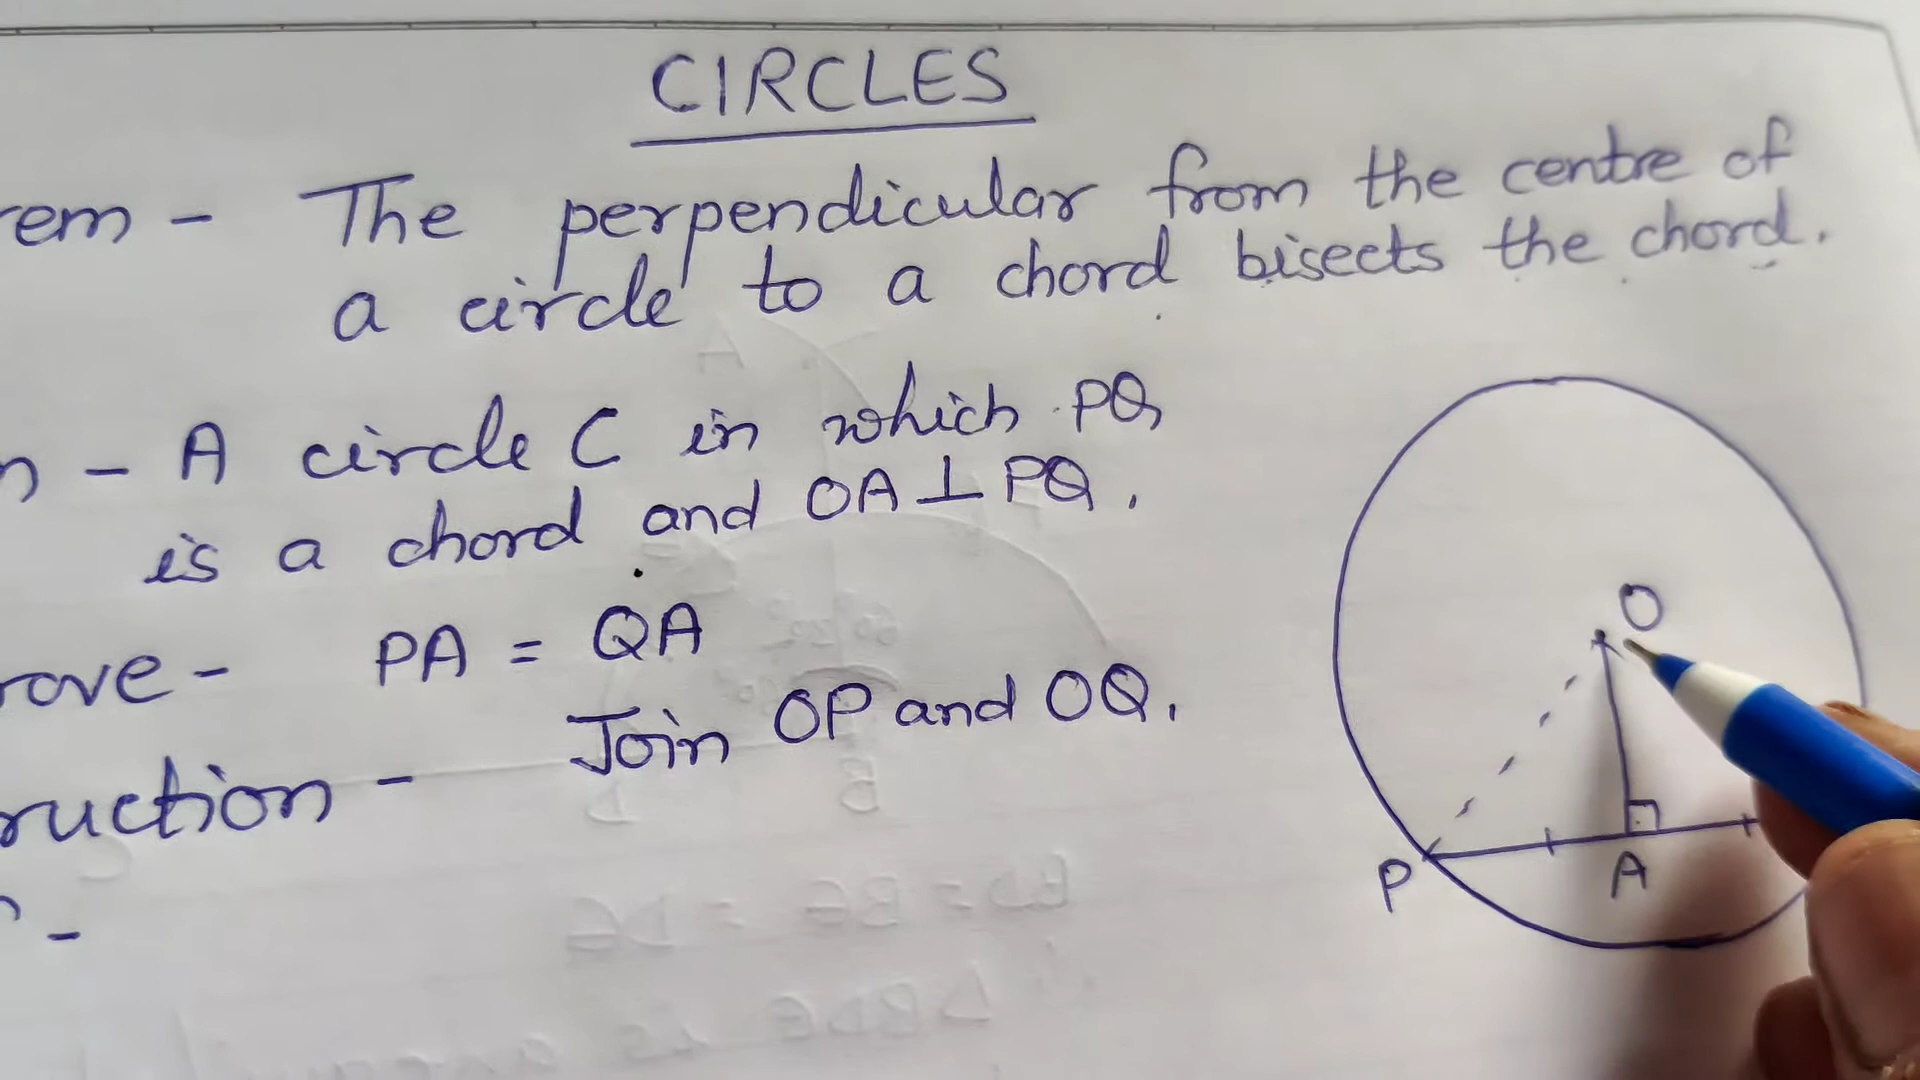 CIRCLES
rem - The perpendicular from the centre of
a circle to a chord bisects the chord.
n - A circle C in which PQ
is a chord and OA ⊥ PQ.
rove - PA = QA
ruction - Join OP and OQ.
-
O
P
A